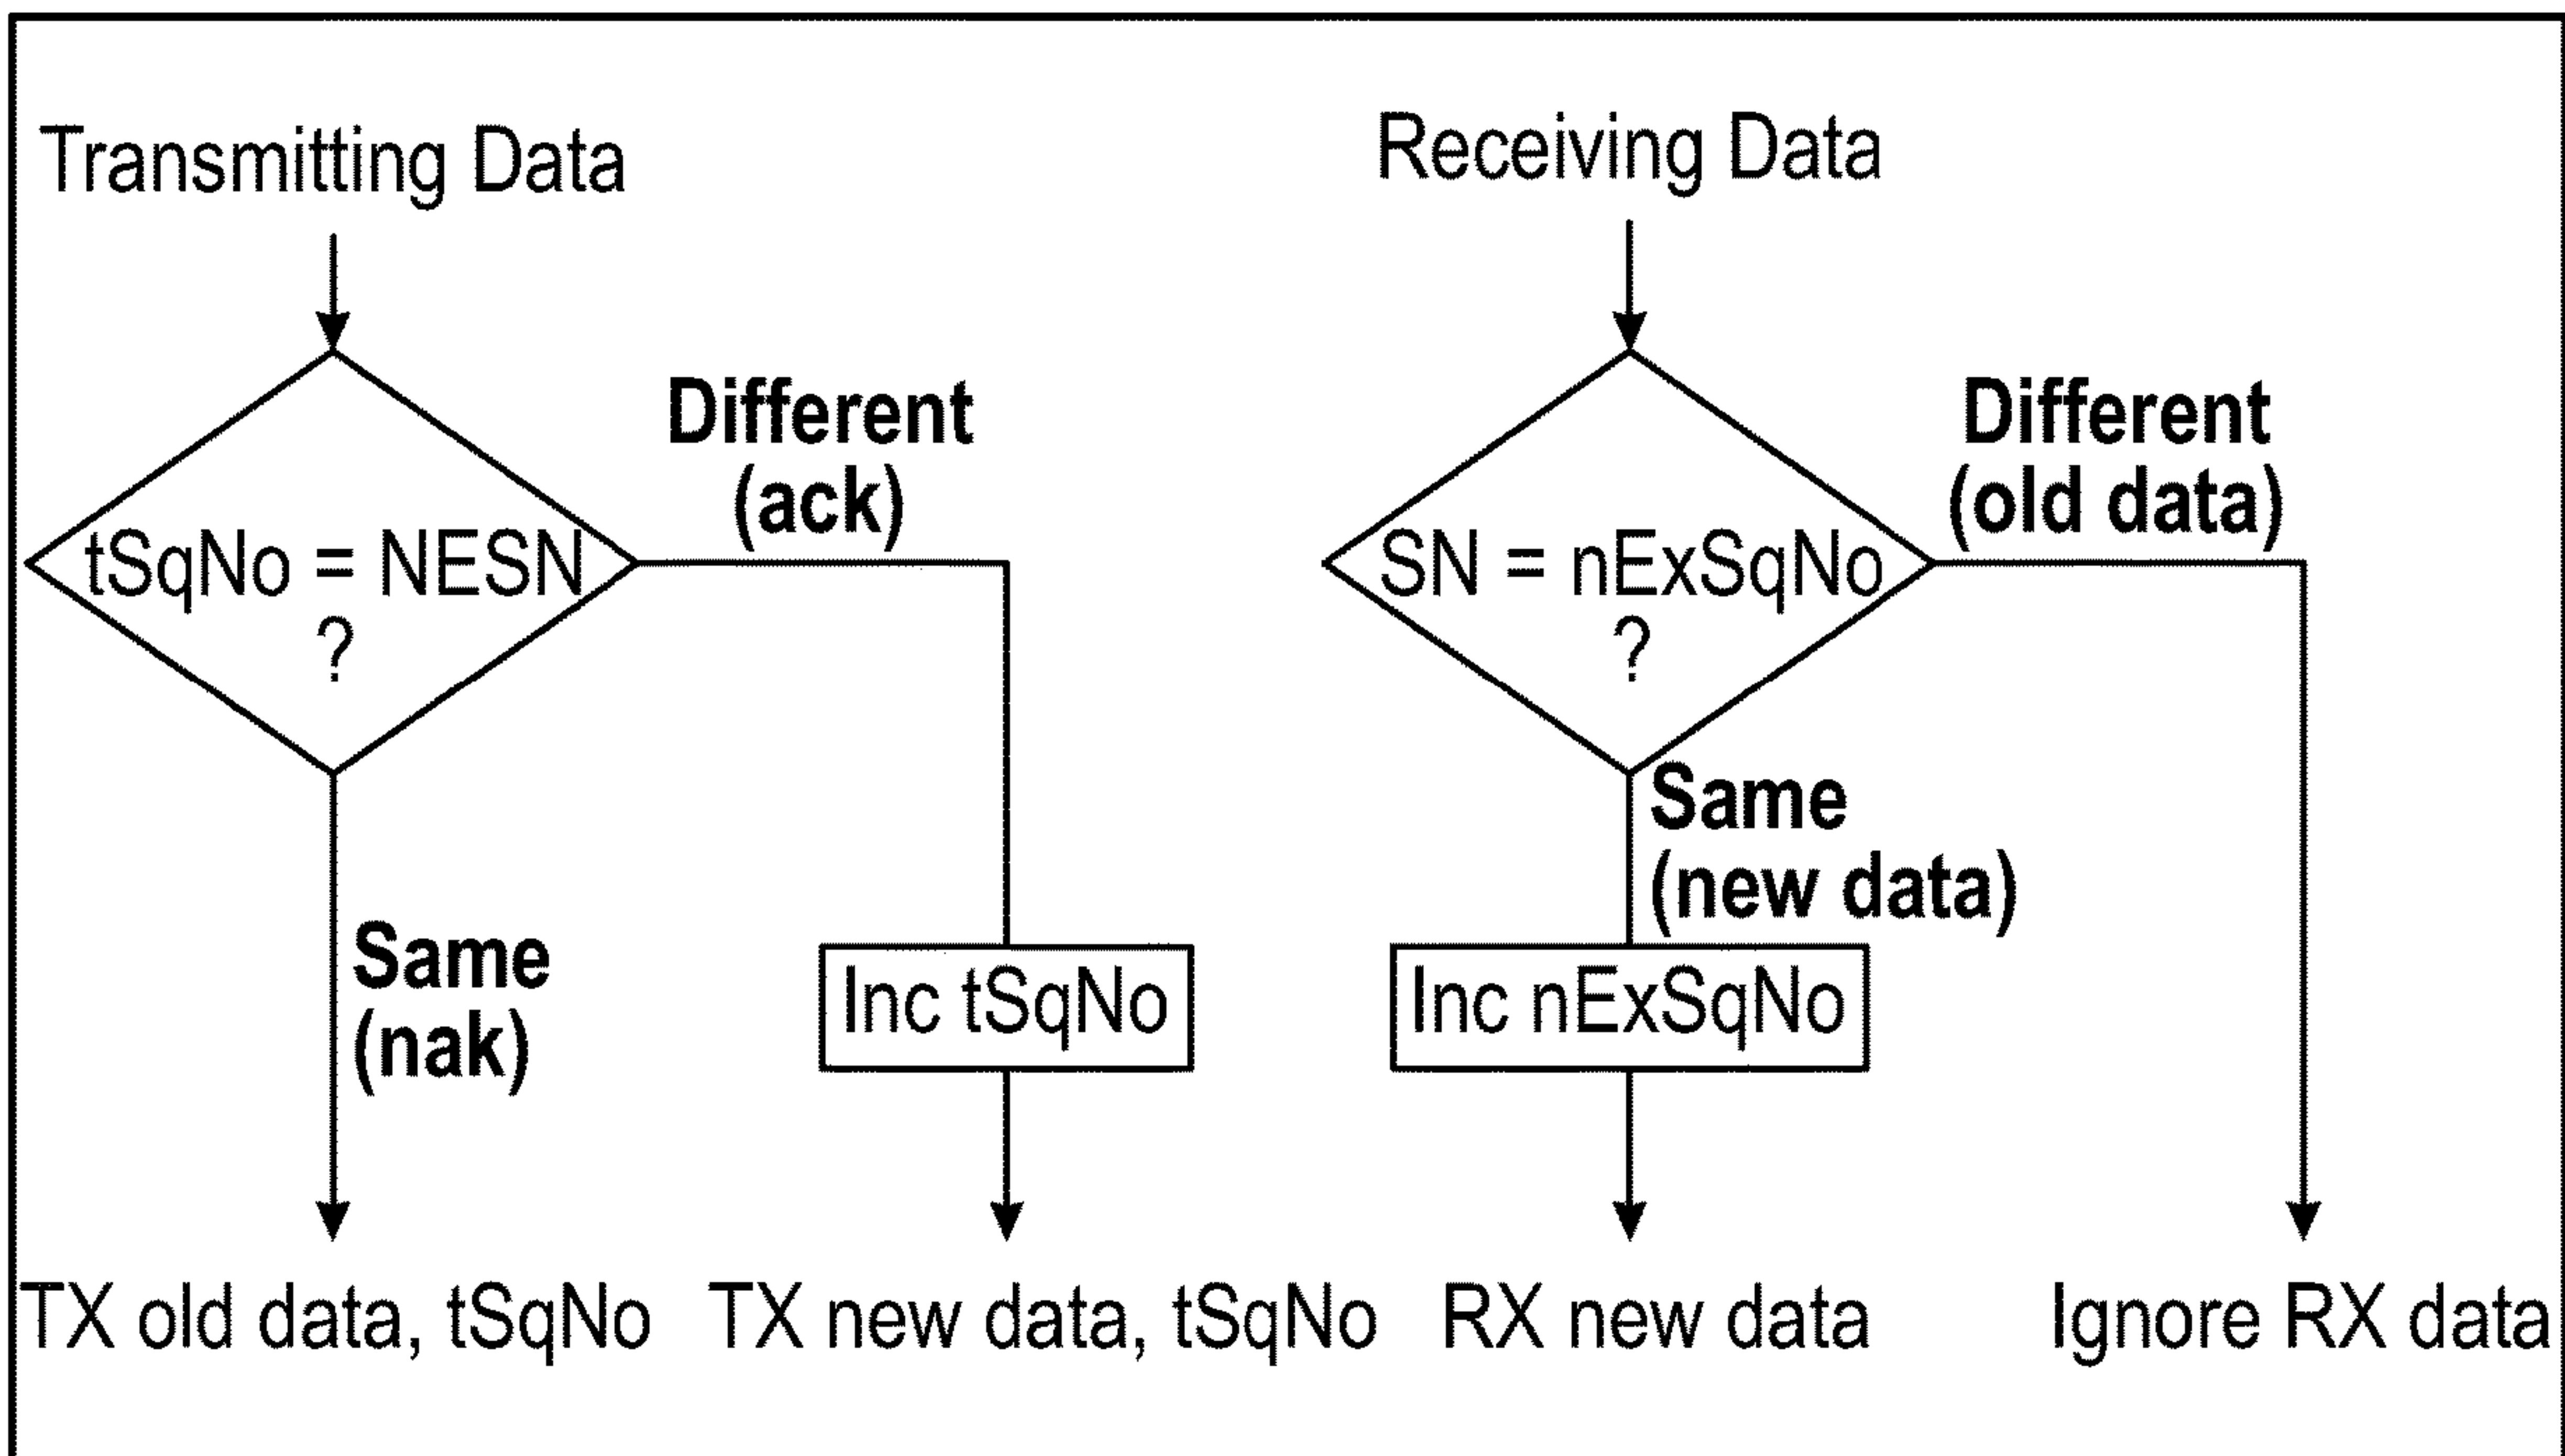 Transmitting Data
tSqNo = NESN
?
Different
(ack)
Same
(nak)
Inc tSqNo
TX old data, tSqNo
TX new data, tSqNo
Receiving Data
SN = nExSqNo
?
Different
(old data)
Same
(new data)
Inc nExSqNo
RX new data
Ignore RX data